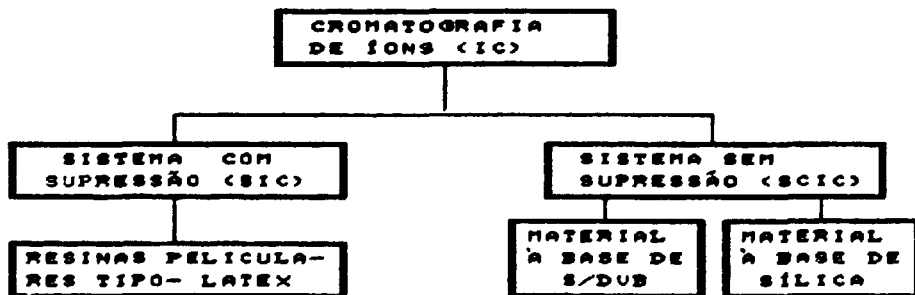 CROMATOGRAFIA
DE ÍONS (IC)
SISTEMA COM
SUPRESSÃO (SIC)
SISTEMA SEM
SUPRESSÃO (SCIC)
RESINAS PELICULA-
RES TIPO- LATEX
MATERIAL
'A BASE DE
S/DVB
MATERIAL
'A BASE DE
SÍLICA